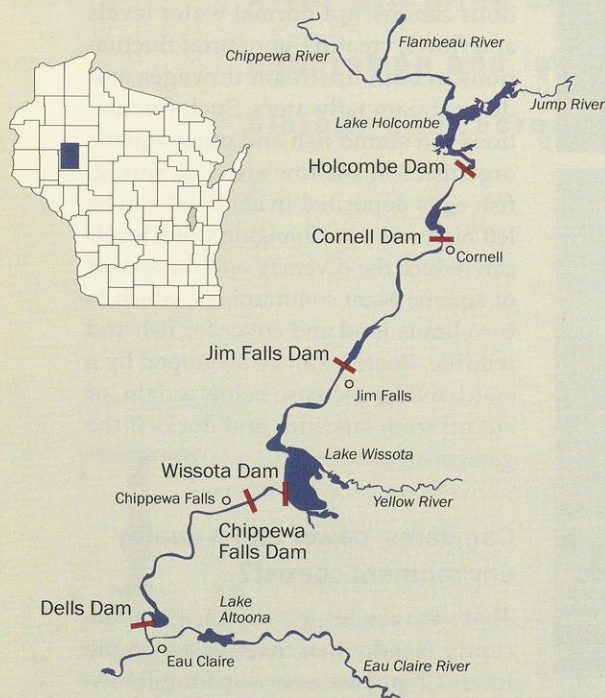 Flambeau River
Chippewa River
Jump River
Lake Holcombe
Holcombe Dam
Cornell Dam
Cornell
Jim Falls Dam
Jim Falls
Lake Wissota
Wissota Dam
Chippewa Falls
Yellow River
Chippewa
Falls Dam
Dells Dam
Lake
Altoona
Eau Claire
Eau Claire River